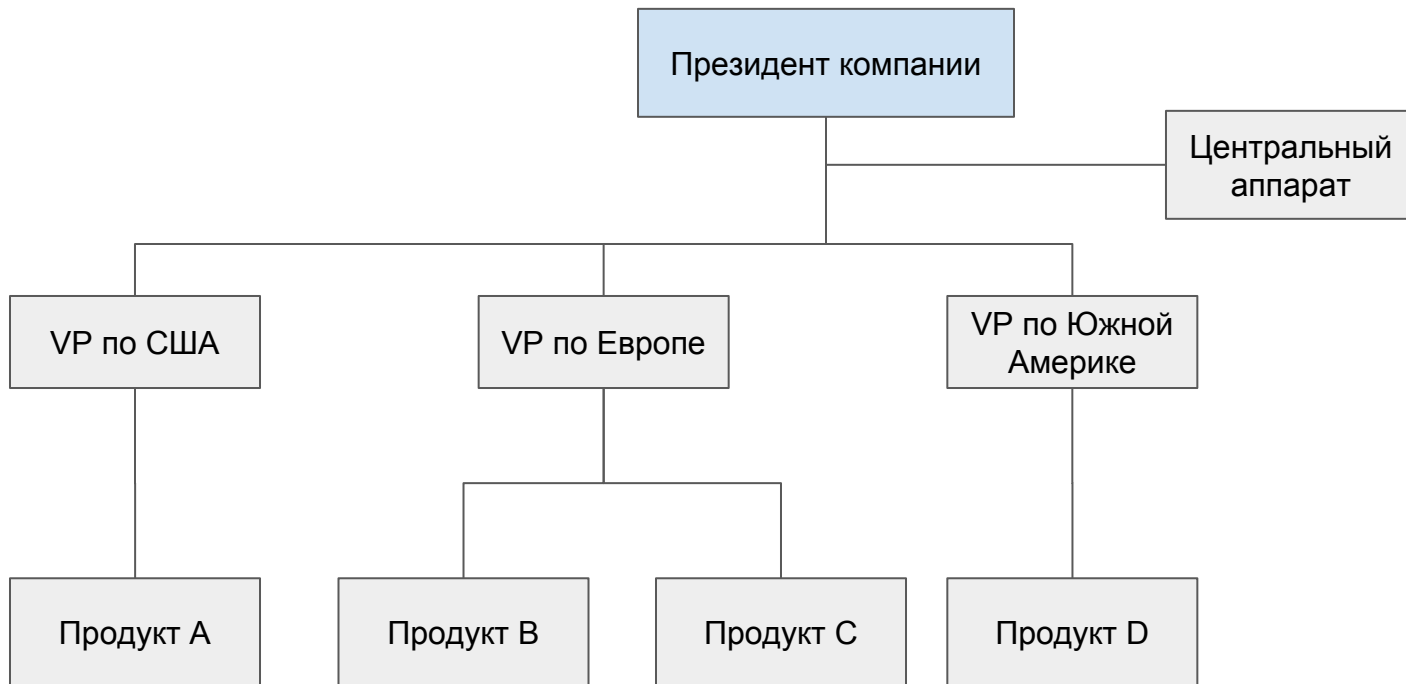 Президент компании
Центральный
аппарат
VP по США
VP по Европе
VP по Южной
Америке
Продукт A
Продукт B
Продукт C
Продукт D